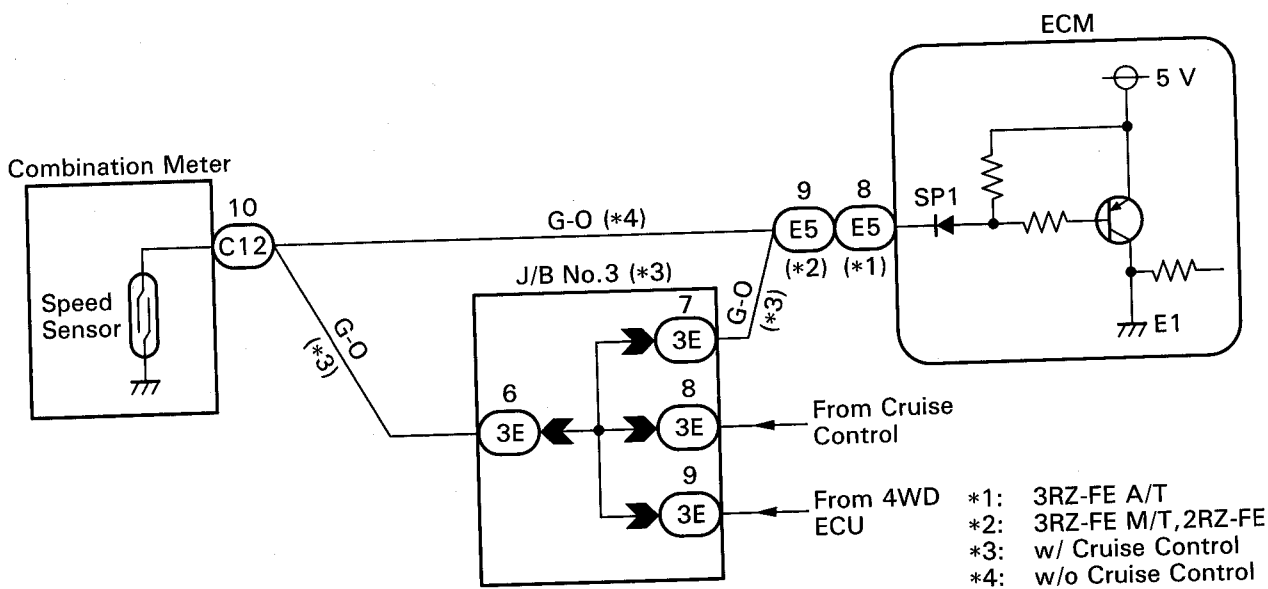 ECM
5 V
Combination Meter
10
C12
Speed
Sensor
G-O (*4)
G-O
(*3)
J/B No.3 (*3)
6
3E
7
3E
8
3E
9
3E
G-O
(*3)
9
E5
(*2)
8
E5
(*1)
SP1
E1
From Cruise
Control
From 4WD
ECU
*1: 3RZ-FE A/T
*2: 3RZ-FE M/T,2RZ-FE
*3: w/ Cruise Control
*4: w/o Cruise Control